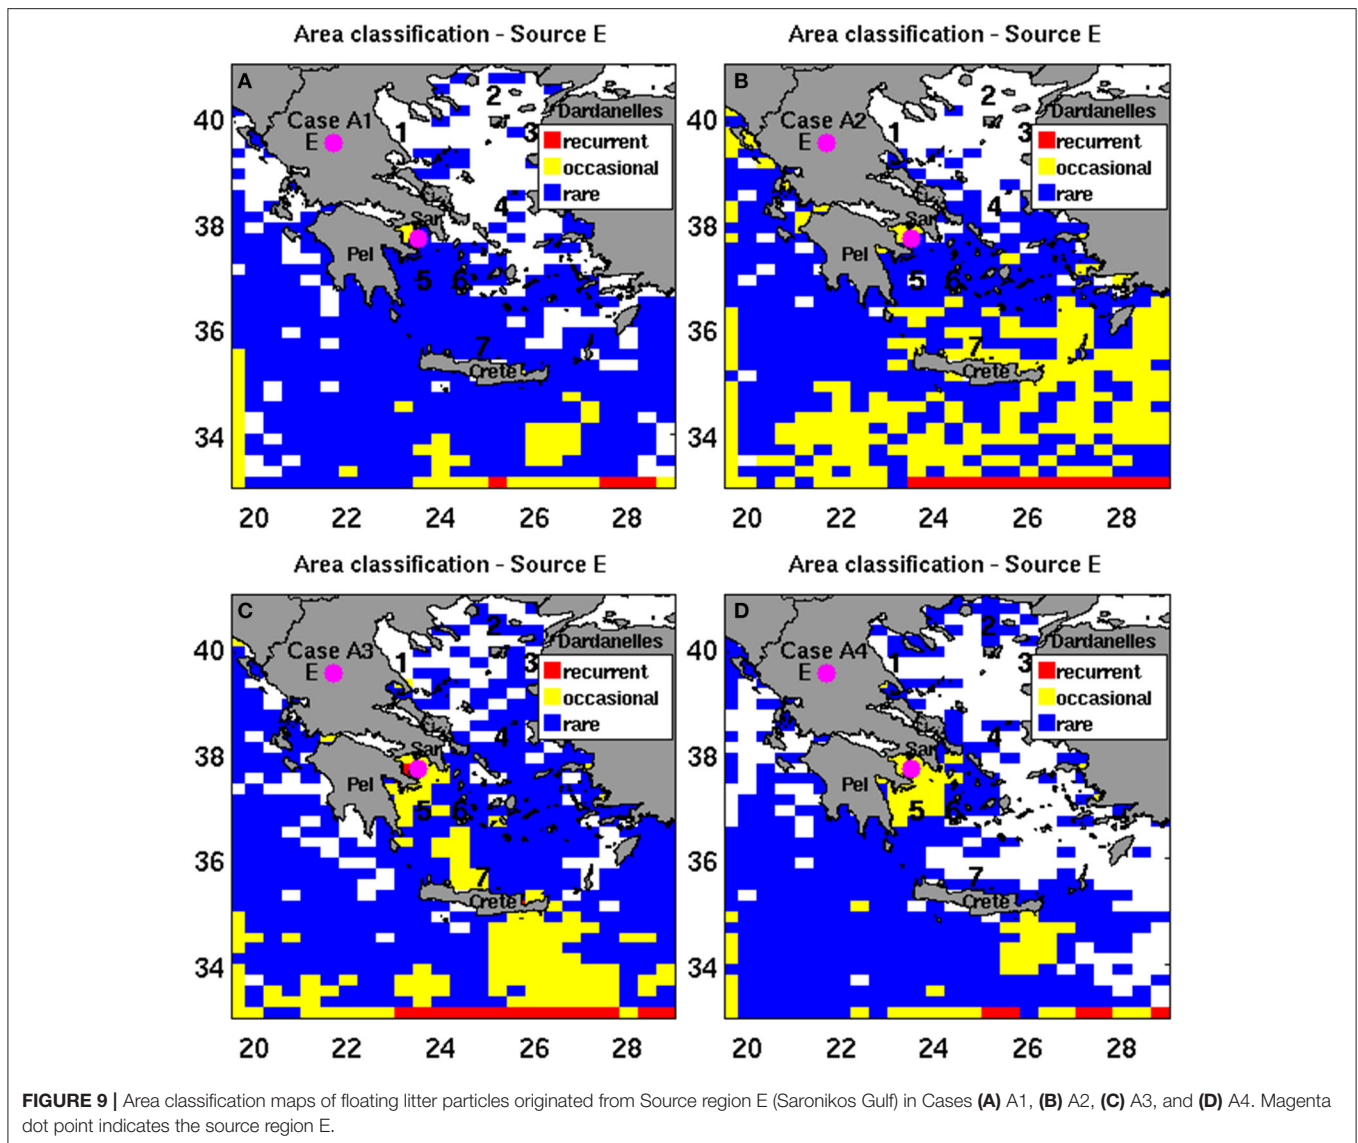 Area classification - Source E
A
Case A1
E
1
2
3
Dardanelles
recurrent
occasional
rare
4
Sar
Pel
5
6
7
Crete
40
38
36
34
20 22 24 26 28
Area classification - Source E
B
Case A2
E
1
2
3
Dardanelles
recurrent
occasional
rare
4
Sar
Pel
5
6
7
Crete
40
38
36
34
20 22 24 26 28
Area classification - Source E
C
Case A3
E
1
2
3
Dardanelles
recurrent
occasional
rare
4
Sar
Pel
5
6
7
Crete
40
38
36
34
20 22 24 26 28
Area classification - Source E
D
Case A4
E
1
2
3
Dardanelles
recurrent
occasional
rare
4
Sar
Pel
5
6
7
Crete
40
38
36
34
20 22 24 26 28
FIGURE 9 | Area classification maps of floating litter particles originated from Source region E (Saronikos Gulf) in Cases (A) A1, (B) A2, (C) A3, and (D) A4. Magenta
dot point indicates the source region E.